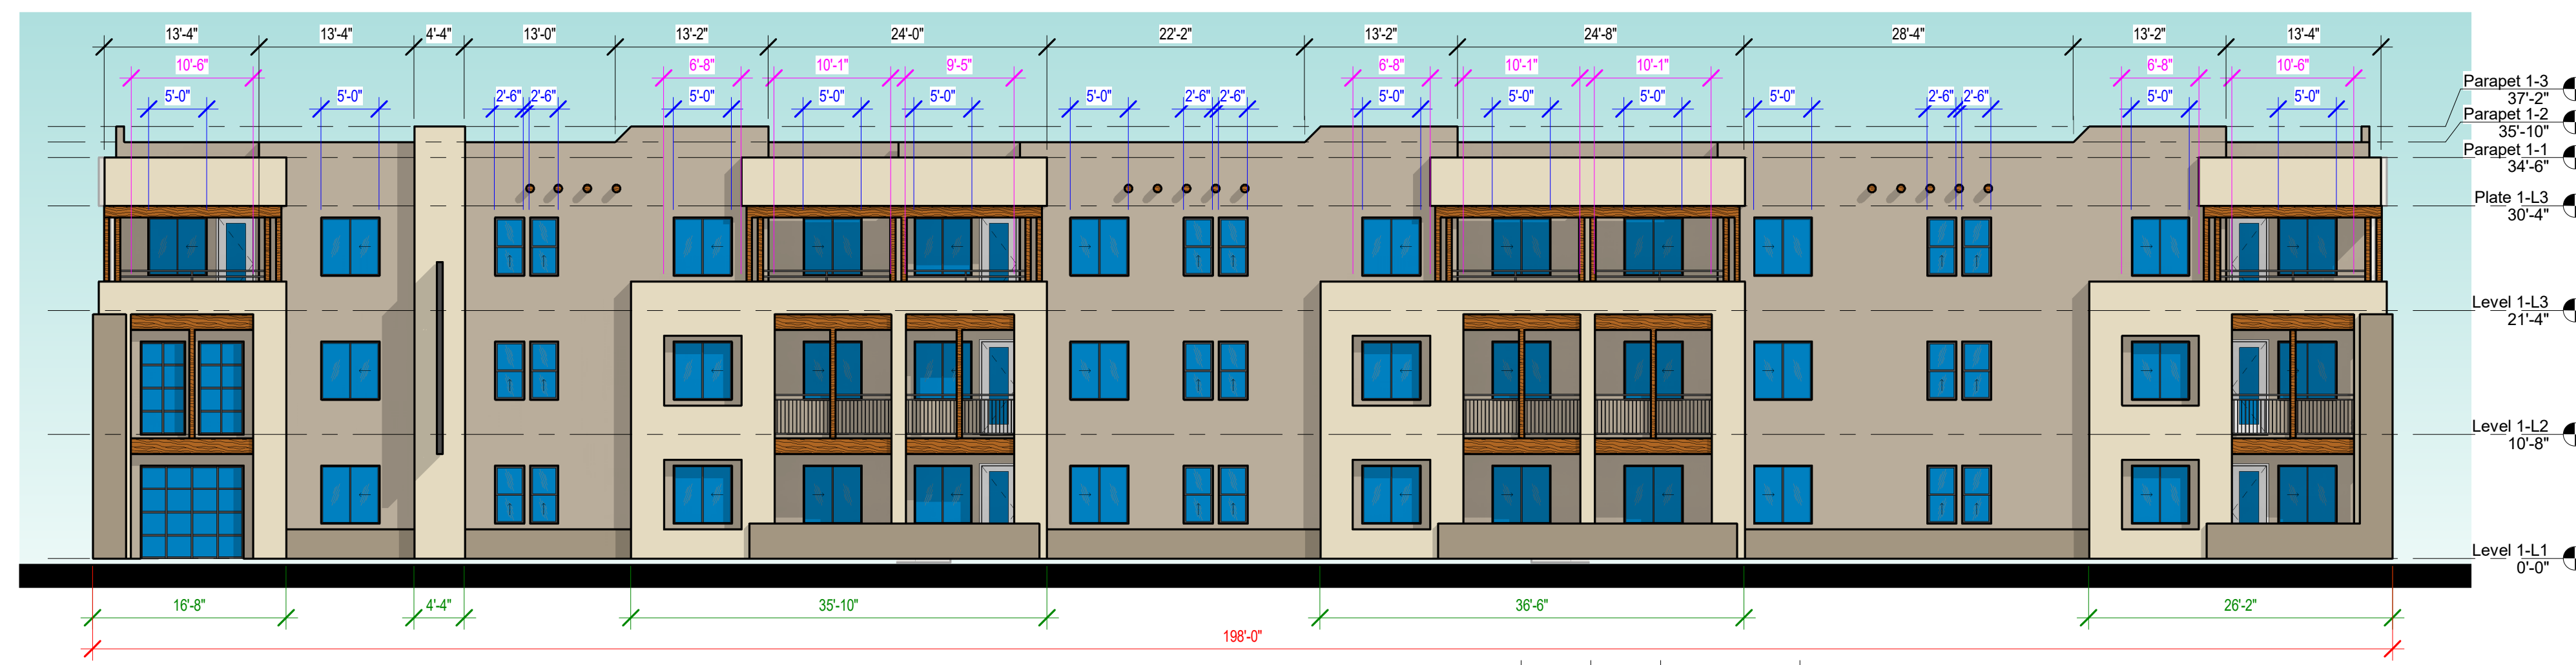 13'-4" 13'-4" 4'-4" 13'-0" 13'-2" 24'-0" 22'-2" 13'-2" 24'-8" 28'-4" 13'-2" 13'-4"
10'-6" 6'-8" 10'-1" 9'-5" 6'-8" 10'-1" 10'-1" 6'-8" 10'-6"
5'-0" 5'-0" 2'-6" 2'-6" 5'-0" 5'-0" 5'-0" 5'-0" 2'-6" 2'-6" 5'-0" 5'-0" 5'-0" 5'-0" 2'-6" 2'-6" 5'-0" 5'-0"
Parapet 1-3
37'-2"
Parapet 1-2
35'-10"
Parapet 1-1
34'-6"
Plate 1-L3
30'-4"
Level 1-L3
21'-4"
Level 1-L2
10'-8"
Level 1-L1
0'-0"
16'-8" 4'-4" 35'-10" 36'-6" 26'-2"
198'-0"